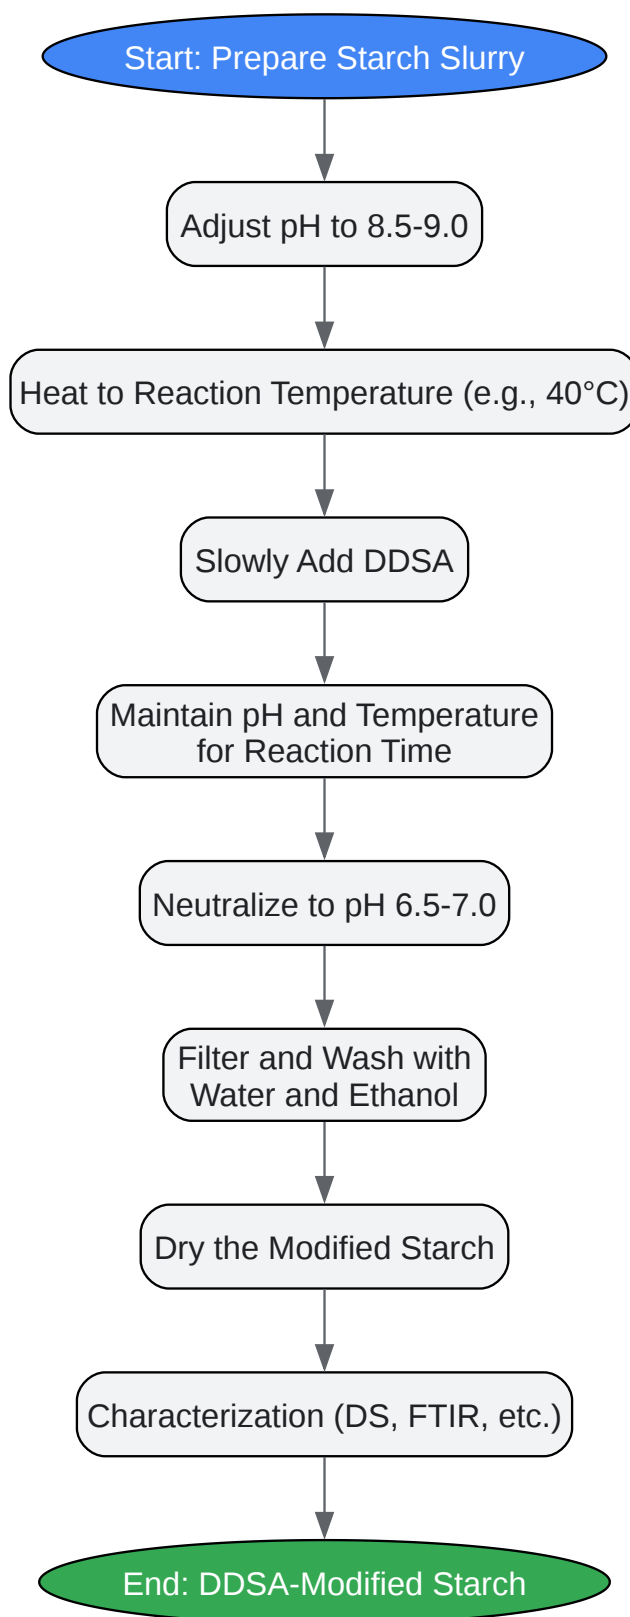 Start: Prepare Starch Slurry
Adjust pH to 8.5-9.0
Heat to Reaction Temperature (e.g., 40°C)
Slowly Add DDSA
Maintain pH and Temperature
for Reaction Time
Neutralize to pH 6.5-7.0
Filter and Wash with
Water and Ethanol
Dry the Modified Starch
Characterization (DS, FTIR, etc.)
End: DDSA-Modified Starch